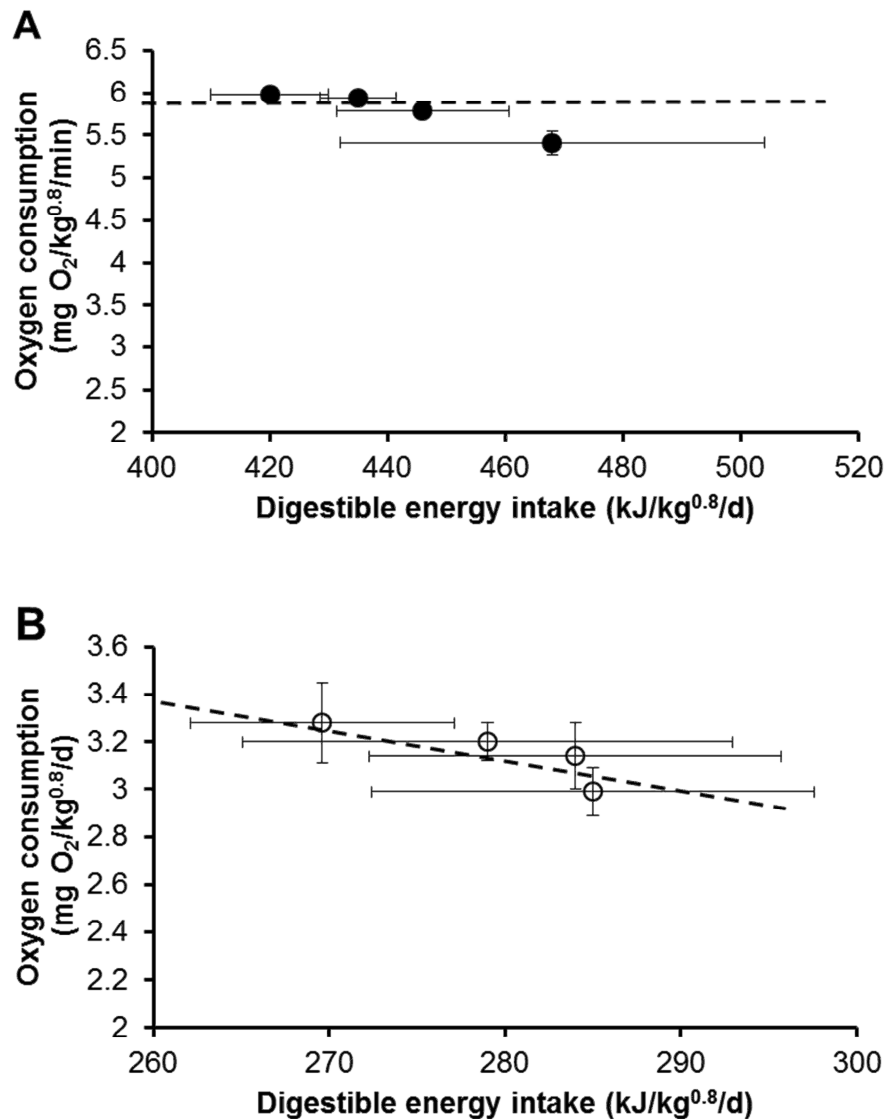 A
Oxygen consumption
(mg O₂/kg⁰·⁸/min)
6.5
6
5.5
5
4.5
4
3.5
3
2.5
2
400 420 440 460 480 500 520
Digestible energy intake (kJ/kg⁰·⁸/d)
B
Oxygen consumption
(mg O₂/kg⁰·⁸/d)
3.6
3.4
3.2
3
2.8
2.6
2.4
2.2
2
260 270 280 290 300
Digestible energy intake (kJ/kg⁰·⁸/d)